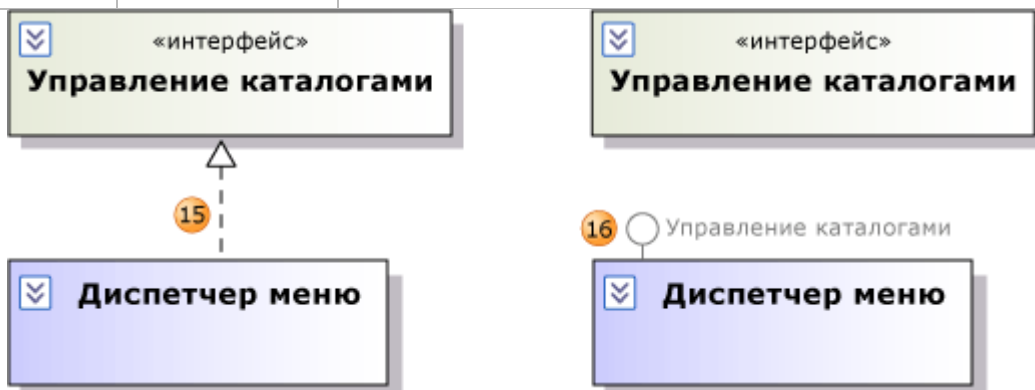 «интерфейс»
Управление каталогами
15
Диспетчер меню
«интерфейс»
Управление каталогами
16 Управление каталогами
Диспетчер меню